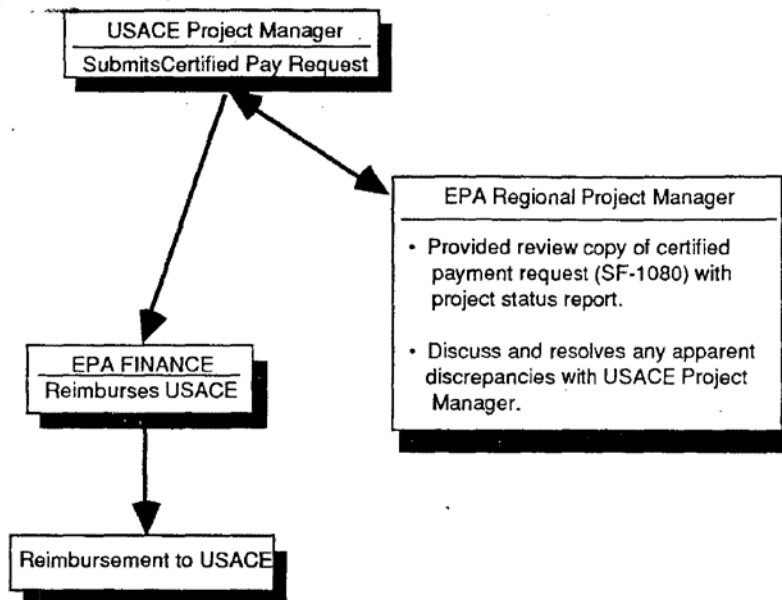 USACE Project Manager
SubmitsCertified Pay Request
EPA Regional Project Manager
• Provided review copy of certified
payment request (SF-1080) with
project status report.
• Discuss and resolves any apparent
discrepancies with USACE Project
Manager.
EPA FINANCE
Reimburses USACE
Reimbursement to USACE